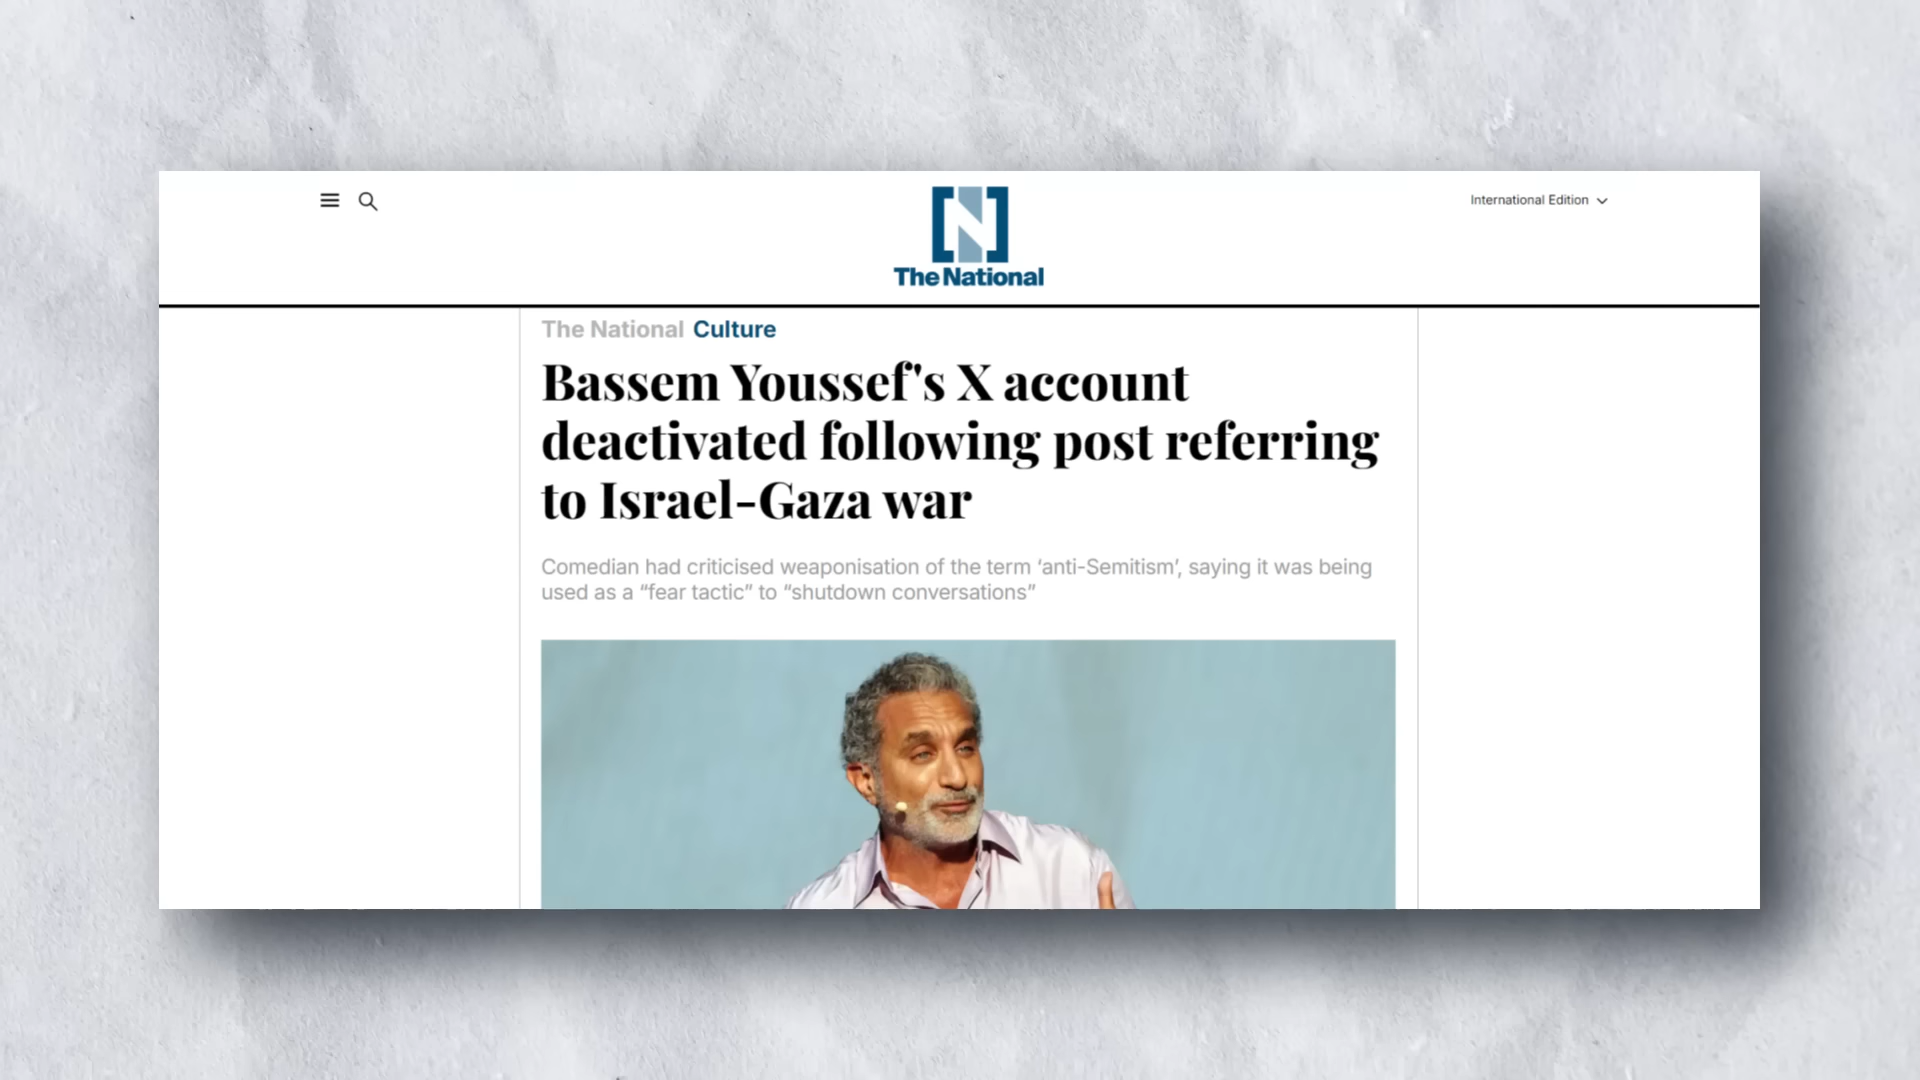 International Edition
[N]
The National
The National Culture
Bassem Youssef's X account
deactivated following post referring
to Israel-Gaza war
Comedian had criticised weaponisation of the term ‘anti-Semitism’, saying it was being
used as a “fear tactic” to “shutdown conversations”